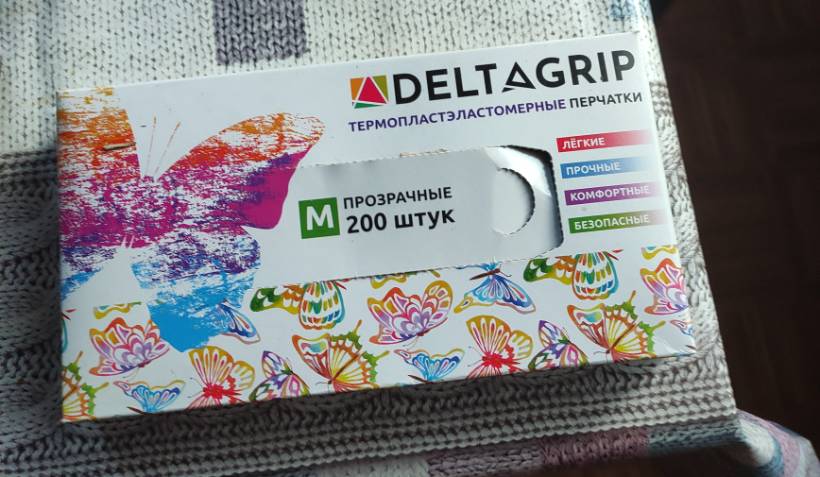 DELTAGRIP
ТЕРМОПЛАСТЭЛАСТОМЕРНЫЕ ПЕРЧАТКИ
ЛЁГКИЕ
ПРОЧНЫЕ
КОМФОРТНЫЕ
БЕЗОПАСНЫЕ
M ПРОЗРАЧНЫЕ
200 штук